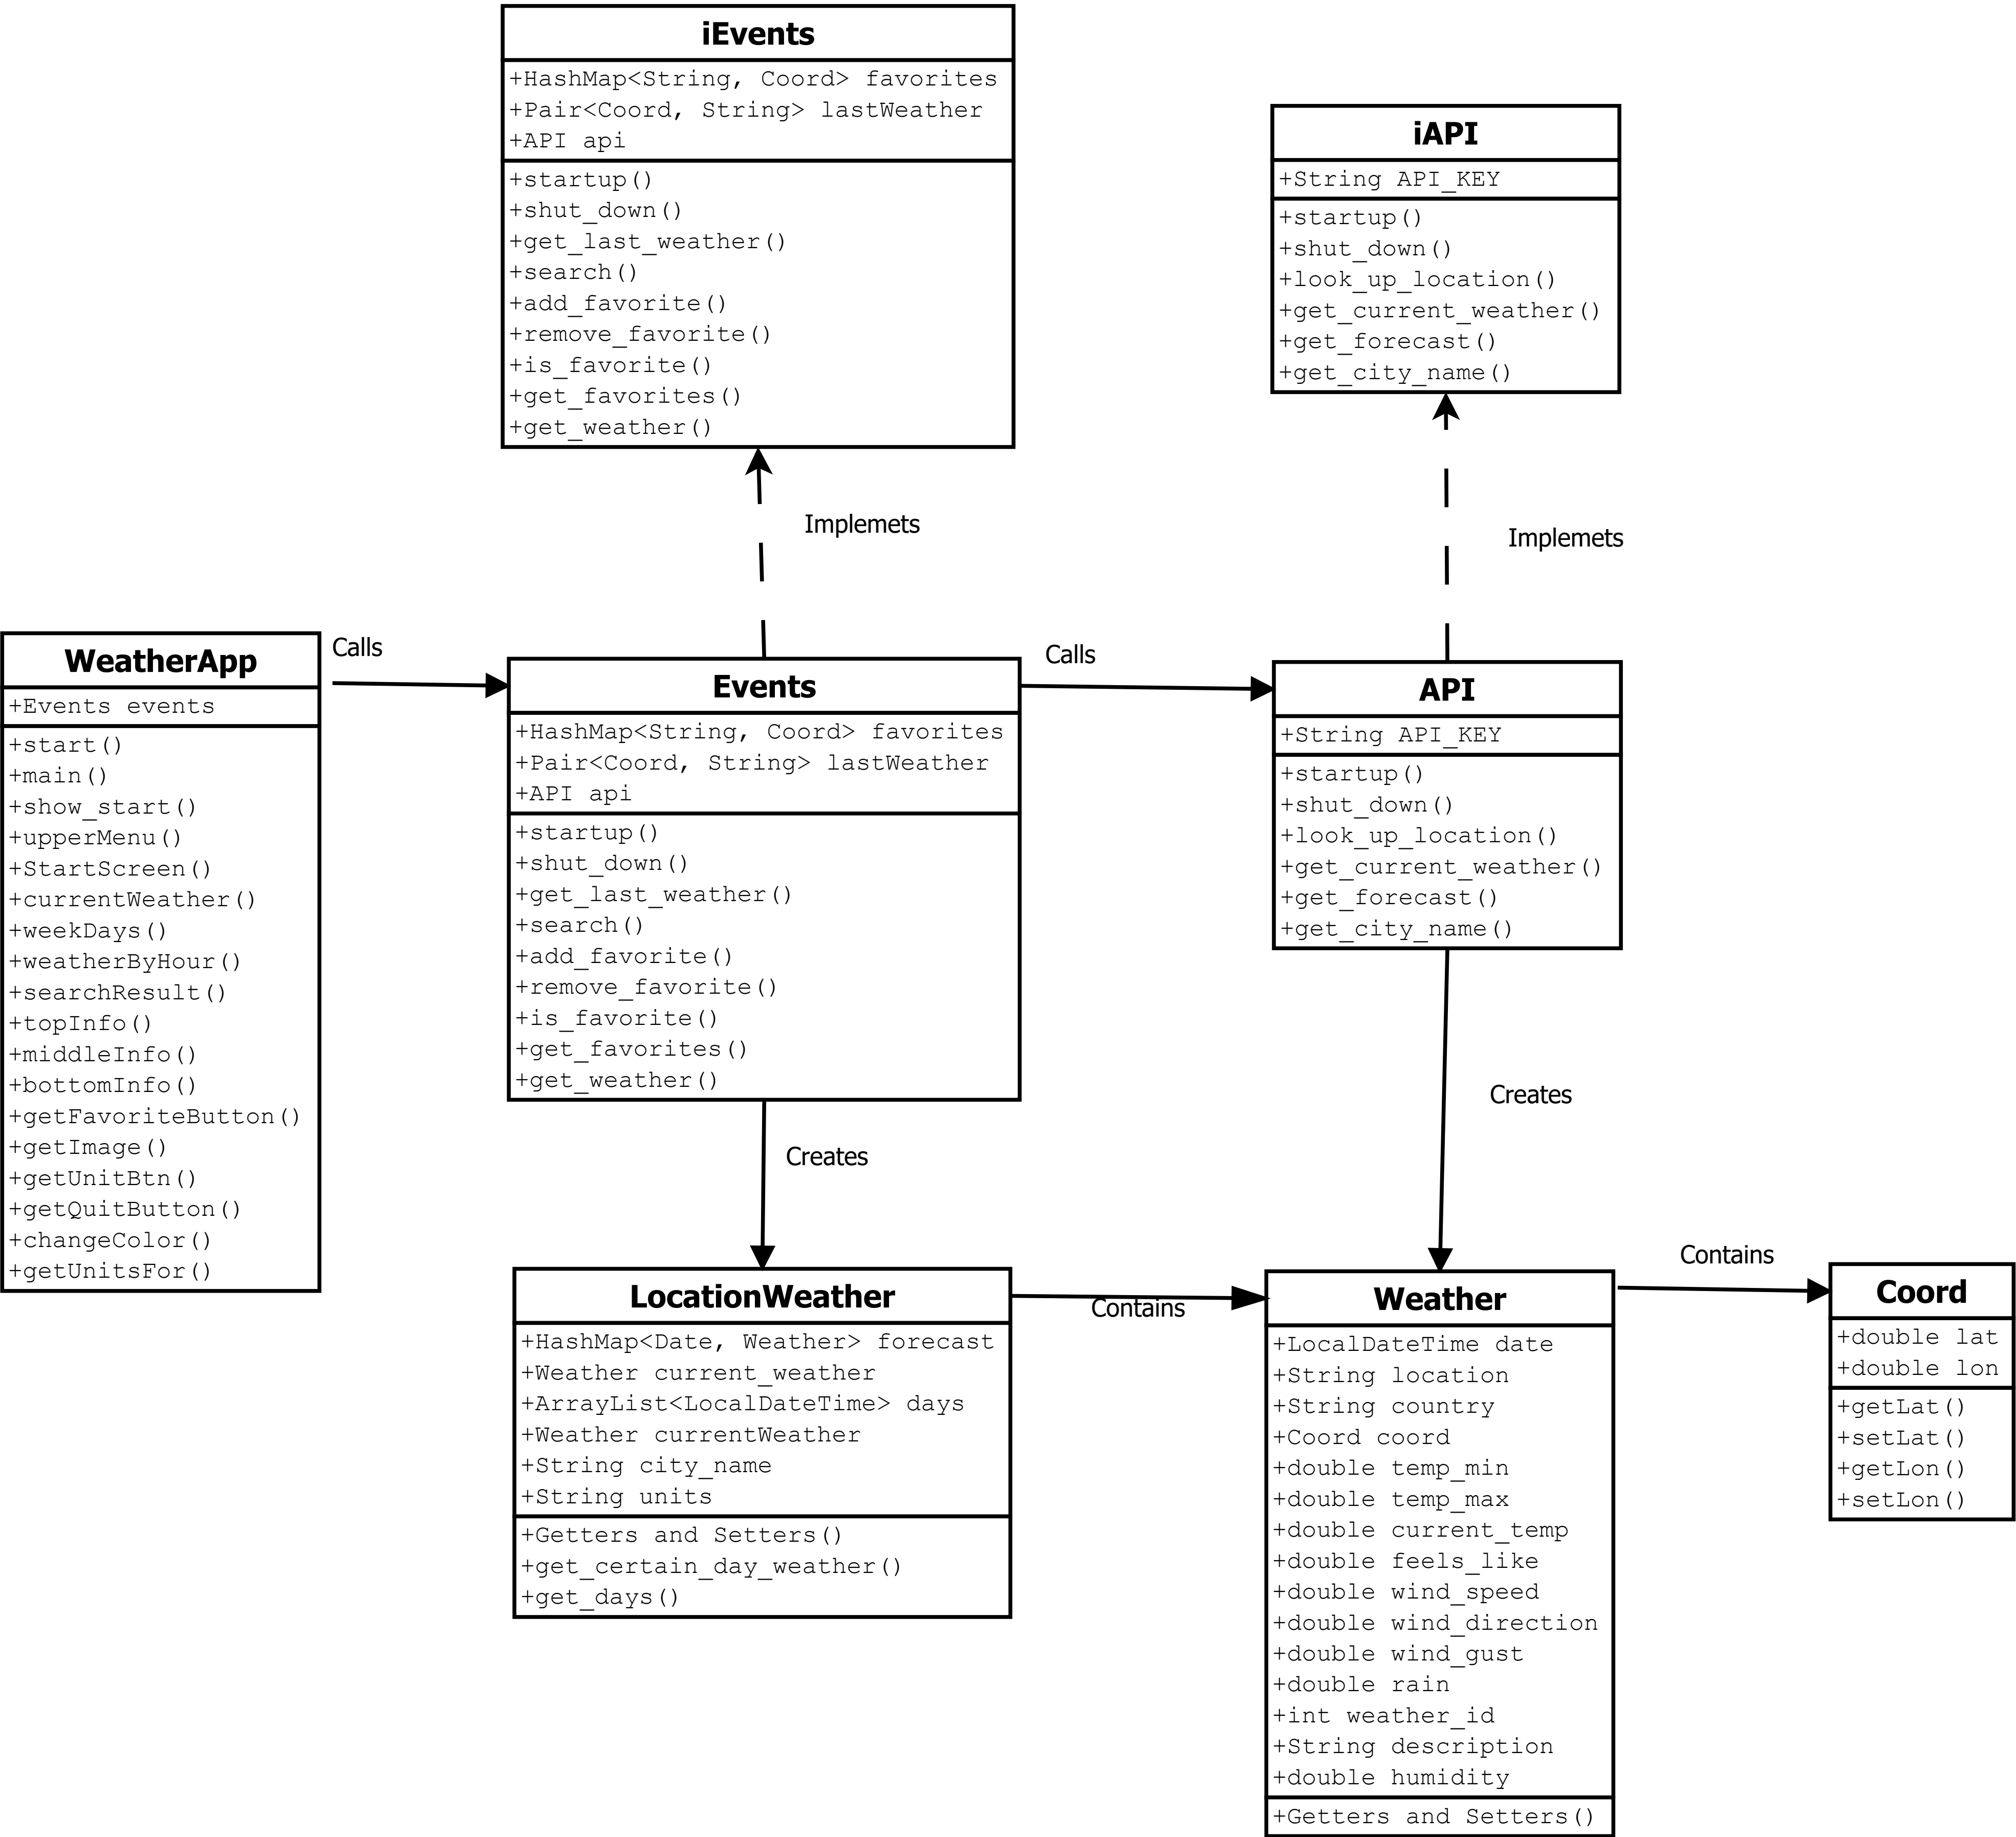 iEvents
+HashMap<String, Coord> favorites
+Pair<Coord, String> lastWeather
+API api
+startup()
+shut_down()
+get_last_weather()
+search()
+add_favorite()
+remove_favorite()
+is_favorite()
+get_favorites()
+get_weather()
iAPI
+String API_KEY
+startup()
+shut_down()
+look_up_location()
+get_current_weather()
+get_forecast()
+get_city_name()
Implemets
Implemets
WeatherApp
+Events events
+start()
+main()
+show_start()
+upperMenu()
+StartScreen()
+currentWeather()
+weekDays()
+weatherByHour()
+searchResult()
+topInfo()
+middleInfo()
+bottomInfo()
+getFavoriteButton()
+getImage()
+getUnitBtn()
+getQuitButton()
+changeColor()
+getUnitsFor()
Calls
Events
+HashMap<String, Coord> favorites
+Pair<Coord, String> lastWeather
+API api
+startup()
+shut_down()
+get_last_weather()
+search()
+add_favorite()
+remove_favorite()
+is_favorite()
+get_favorites()
+get_weather()
Calls
API
+String API_KEY
+startup()
+shut_down()
+look_up_location()
+get_current_weather()
+get_forecast()
+get_city_name()
Creates
Creates
LocationWeather
+HashMap<Date, Weather> forecast
+Weather current_weather
+ArrayList<LocalDateTime> days
+Weather currentWeather
+String city_name
+String units
+Getters and Setters()
+get_certain_day_weather()
+get_days()
Contains
Weather
+LocalDateTime date
+String location
+String country
+Coord coord
+double temp_min
+double temp_max
+double current_temp
+double feels_like
+double wind_speed
+double wind_direction
+double wind_gust
+double rain
+int weather_id
+String description
+double humidity
+Getters and Setters()
Contains
Coord
+double lat
+double lon
+getLat()
+setLat()
+getLon()
+setLon()